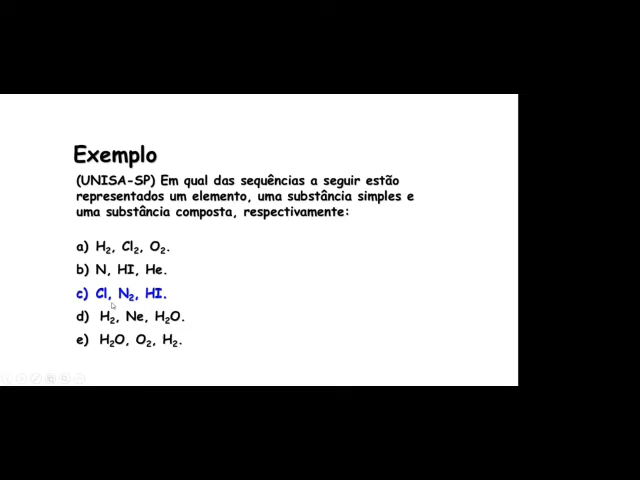 Exemplo
(UNISA-SP) Em qual das sequências a seguir estão
representados um elemento, uma substância simples e
uma substância composta, respectivamente:
a) H₂, Cl₂, O₂.
b) N, HI, He.
c) Cl, N₂, HI.
d) H₂, Ne, H₂O.
e) H₂O, O₂, H₂.